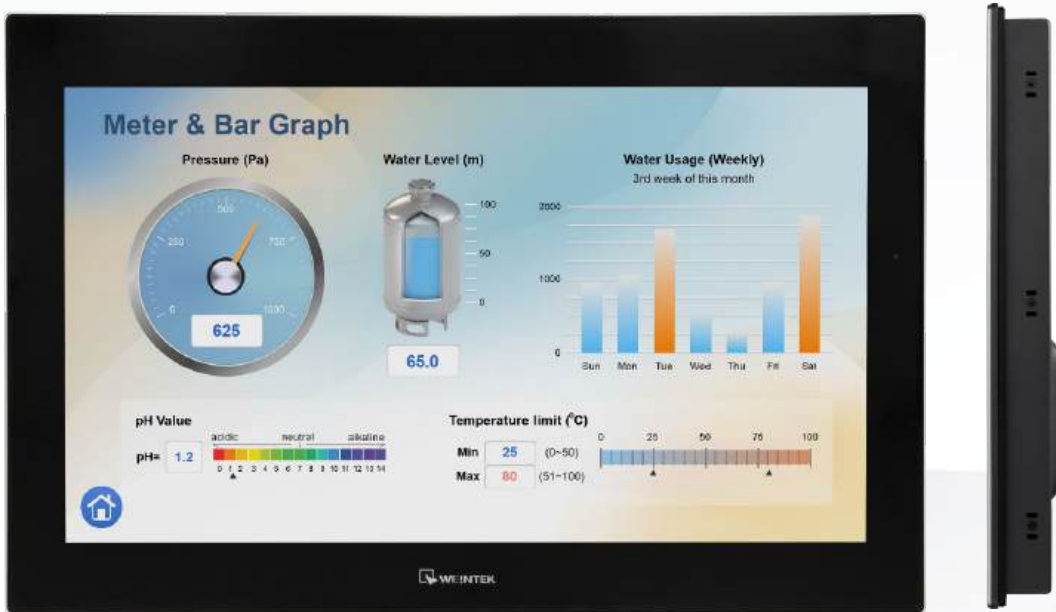 Meter & Bar Graph
Pressure (Pa)
500
250
750
0
1000
625
Water Level (m)
100
50
0
65.0
Water Usage (Weekly)
3rd week of this month
2000
1000
0
Sun Mon Tue Wed Thu Fri Sat
pH Value
acidic neutral alkaline
pH= 1.2
0 1 2 3 4 5 6 7 8 9 10 11 12 13 14
Temperature limit (°C)
0 25 50 75 100
Min 25 (0~50)
Max 80 (51~100)
WEINTEK